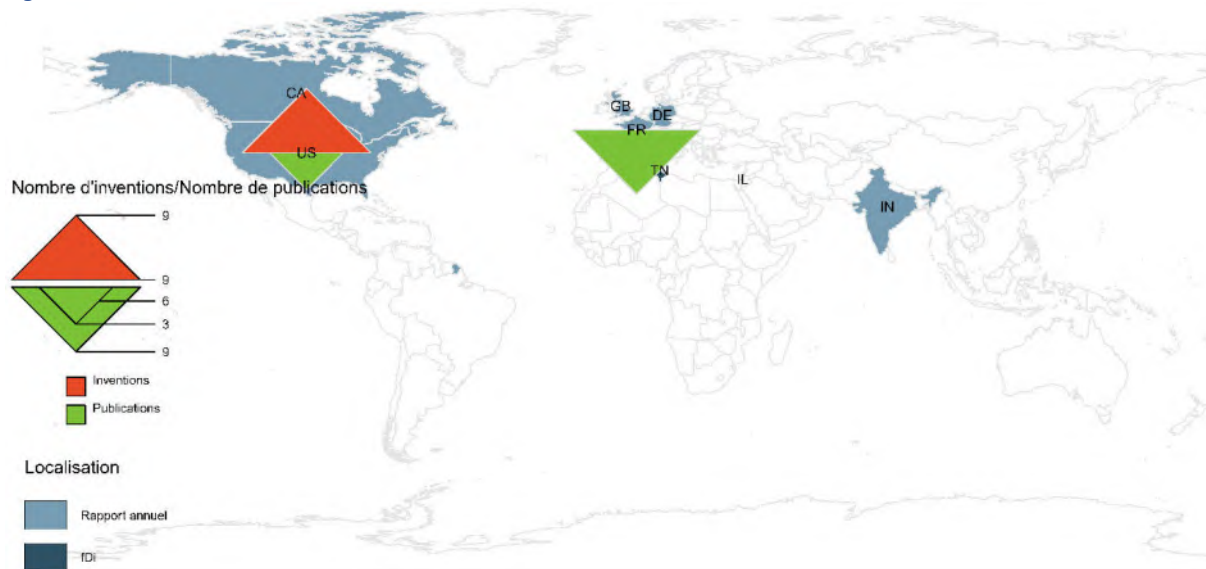 CA
GB
DE
FR
US
TN
IL
IN
Nombre d'inventions/Nombre de publications
9
9
6
3
9
Inventions
Publications
Localisation
Rapport annuel
fDi